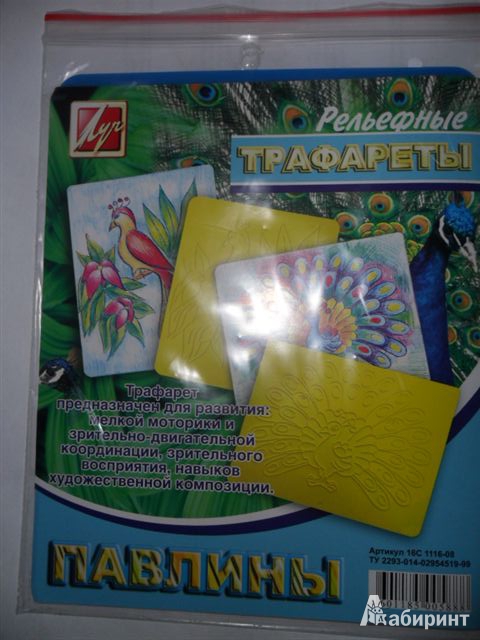 Луч
Рельефные
ТРАФАРЕТЫ
Трафарет
предназначен для развития:
мелкой моторики и
зрительно-двигательной
координации, зрительного
восприятия, навыков
художественной композиции.
ПАВЛИНЫ
Артикул 16С 1116-08
ТУ 2293-014-02954519-99
Лабиринт